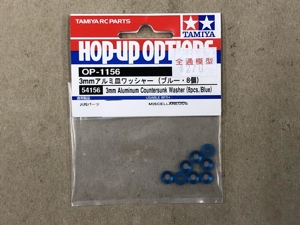 TAMIYA RC PARTS
TAMIYA
HOP-UP OPTIONS
OP-1156
全通模型
3mmアルミ皿ワッシャー (ブルー・8個)
54156 3mm Aluminum Countersunk Washer (8pcs.Blue)